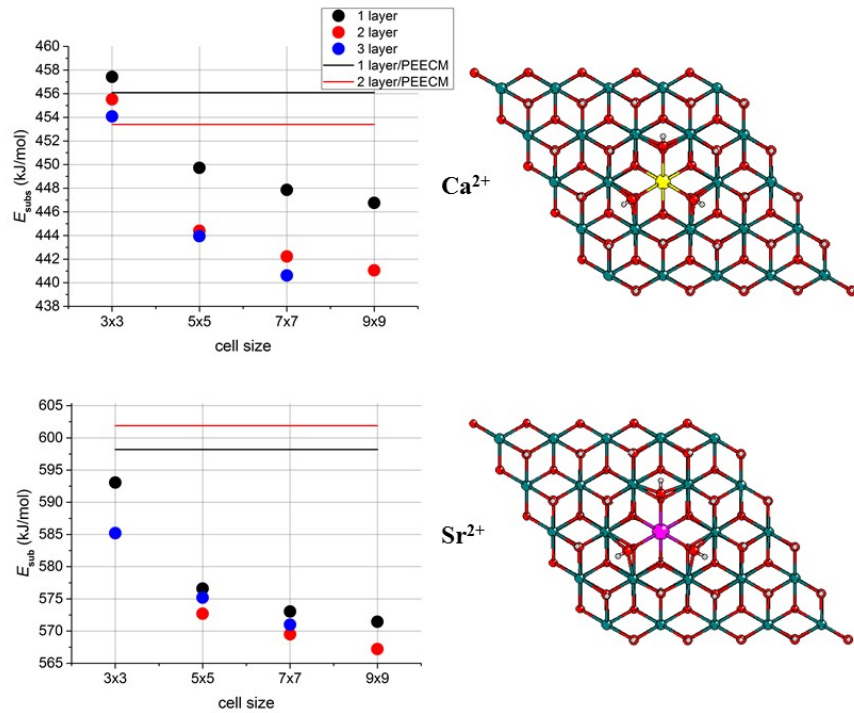 1 layer
2 layer
3 layer
1 layer/PEECM
2 layer/PEECM
460
458
456
454
452
450
448
446
444
442
440
438
E subs (kJ/mol)
3x3
5x5
7x7
9x9
cell size
Ca2+
605
600
595
590
585
580
575
570
565
E sub (kJ/mol)
3x3
5x5
7x7
9x9
cell size
Sr2+